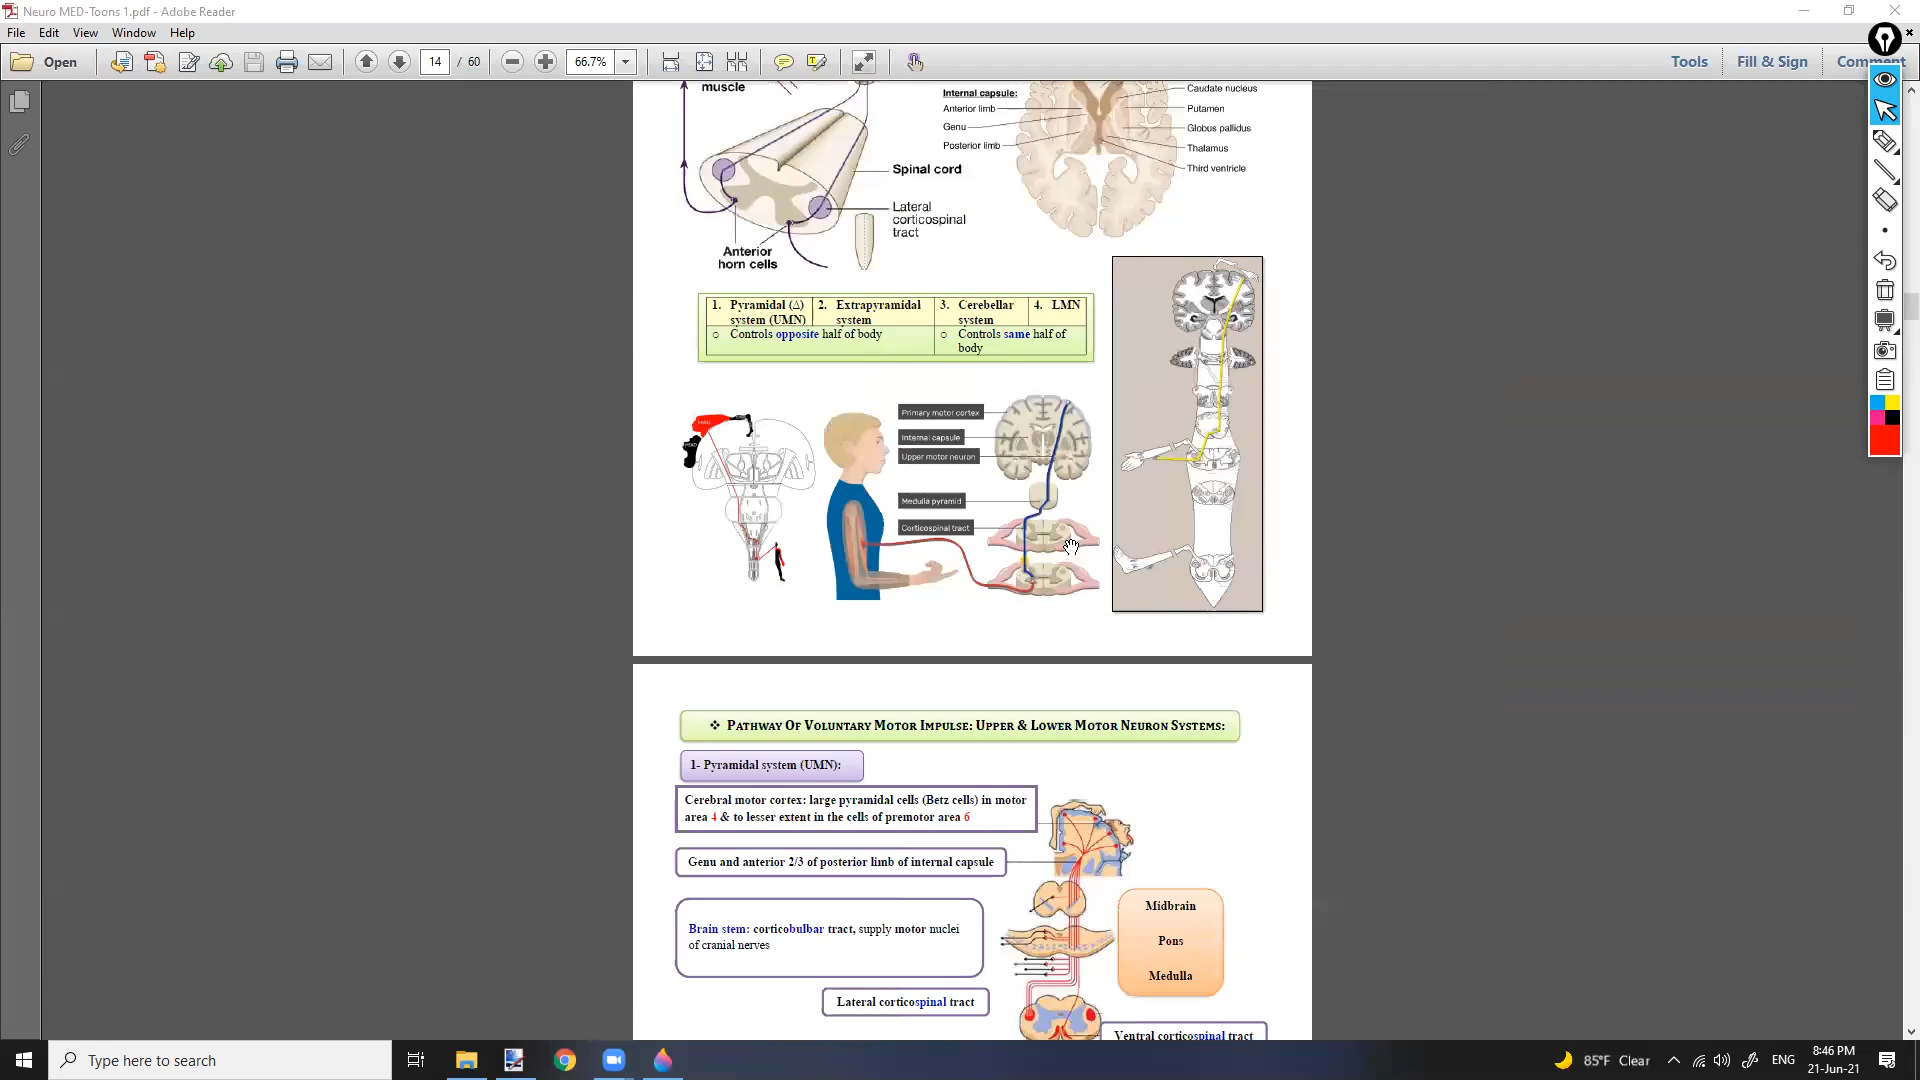 Neuro MED-Toons 1.pdf - Adobe Reader
File Edit View Window Help
Open 14 / 60 66.7% Tools Fill & Sign Comment
muscle
Spinal cord
Lateral
corticospinal
tract
Anterior
horn cells
Internal capsule:
Anterior limb
Genu
Posterior limb
Caudate nucleus
Putamen
Globus pallidus
Thalamus
Third ventricle
1. Pyramidal (Δ)
system (UMN)
2. Extrapyramidal
system
3. Cerebellar
system
4. LMN
o Controls opposite half of body
o Controls same half of
body
Primary motor cortex
Internal capsule
Upper motor neuron
Medulla pyramid
Corticospinal tract
❖ PATHWAY OF VOLUNTARY MOTOR IMPULSE: UPPER & LOWER MOTOR NEURON SYSTEMS:
1- Pyramidal system (UMN):
Cerebral motor cortex: large pyramidal cells (Betz cells) in motor
area 4 & to lesser extent in the cells of premotor area 6
Genu and anterior 2/3 of posterior limb of internal capsule
Brain stem: corticobulbar tract, supply motor nuclei
of cranial nerves
Midbrain
Pons
Medulla
Lateral corticospinal tract
Ventral corticospinal tract
Type here to search
85°F Clear
ENG
8:46 PM
21-Jun-21